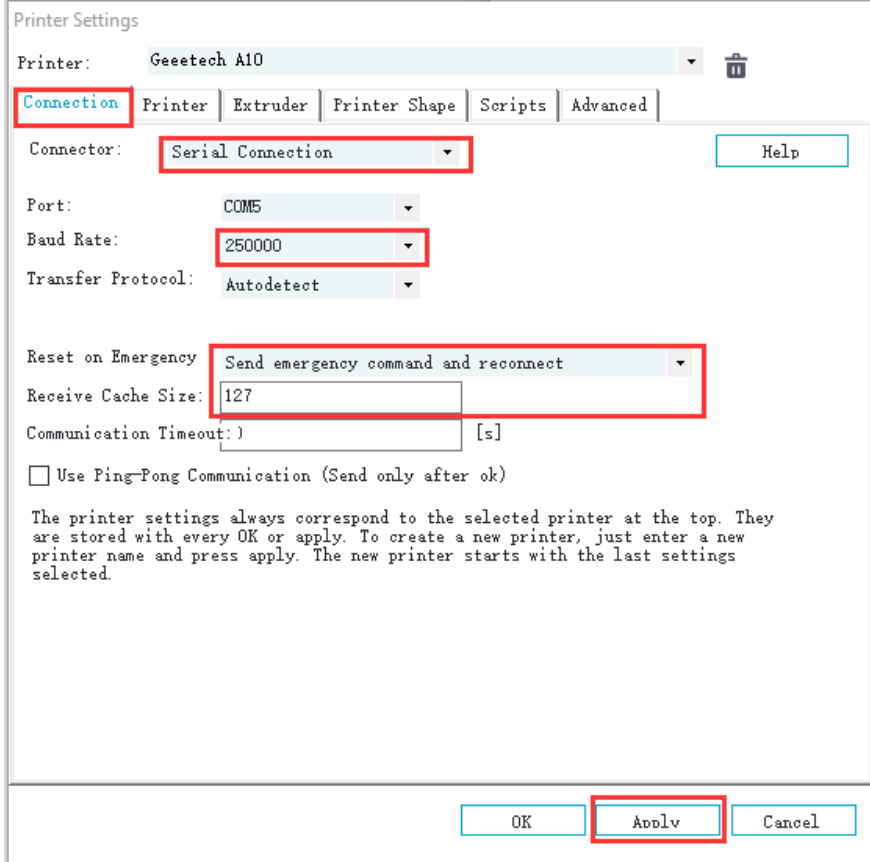 Printer Settings
Printer: Geeetech A10
Connection Printer Extruder Printer Shape Scripts Advanced
Connector: Serial Connection Help
Port: COM5
Baud Rate: 250000
Transfer Protocol: Autodetect
Reset on Emergency Send emergency command and reconnect
Receive Cache Size: 127
Communication Timeout: [s]
Use Ping-Pong Communication (Send only after ok)
The printer settings always correspond to the selected printer at the top. They
are stored with every OK or apply. To create a new printer, just enter a new
printer name and press apply. The new printer starts with the last settings
selected.
OK Apply Cancel